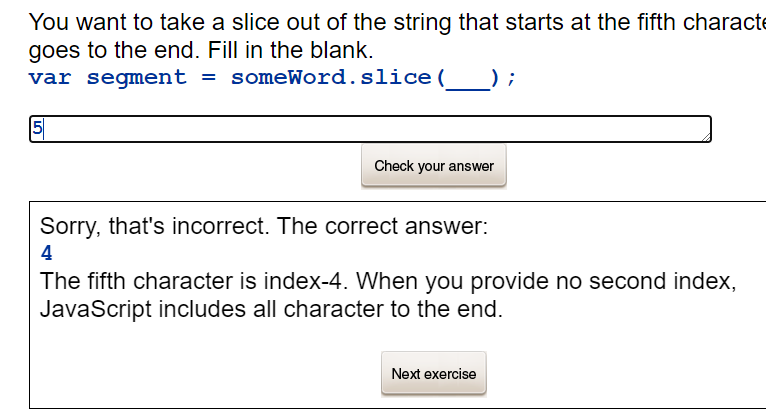 You want to take a slice out of the string that starts at the fifth
goes to the end. Fill in the blank.
var segment = someWord.slice(___);
5
Check your answer
Sorry, that's incorrect. The correct answer:
4
The fifth character is index-4. When you provide no second index,
JavaScript includes all character to the end.
Next exercise